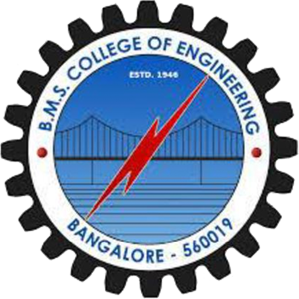 B.M.S. COLLEGE OF ENGINEERING
ESTD. 1946
BANGALORE - 560019